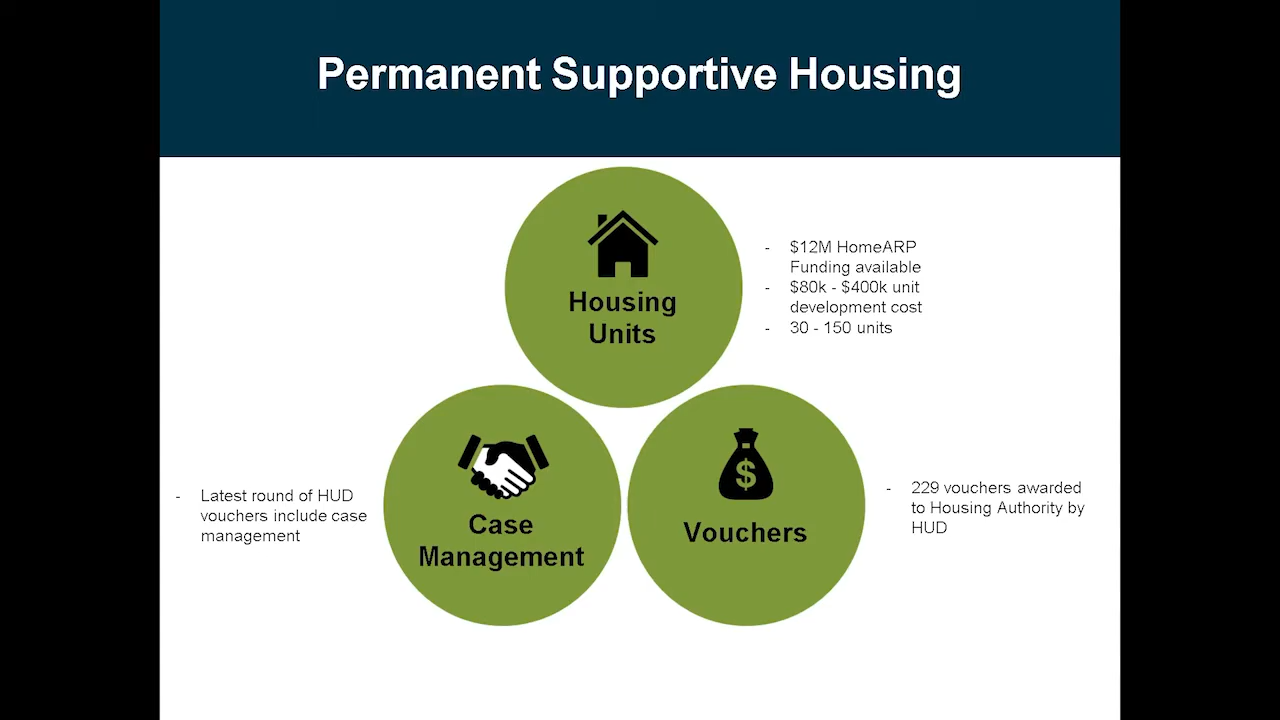 Permanent Supportive Housing
Housing
Units
- $12M HomeARP
Funding available
- $80k - $400k unit
development cost
- 30 - 150 units
- Latest round of HUD
vouchers include case
management
Case
Management
$
Vouchers
- 229 vouchers awarded
to Housing Authority by
HUD